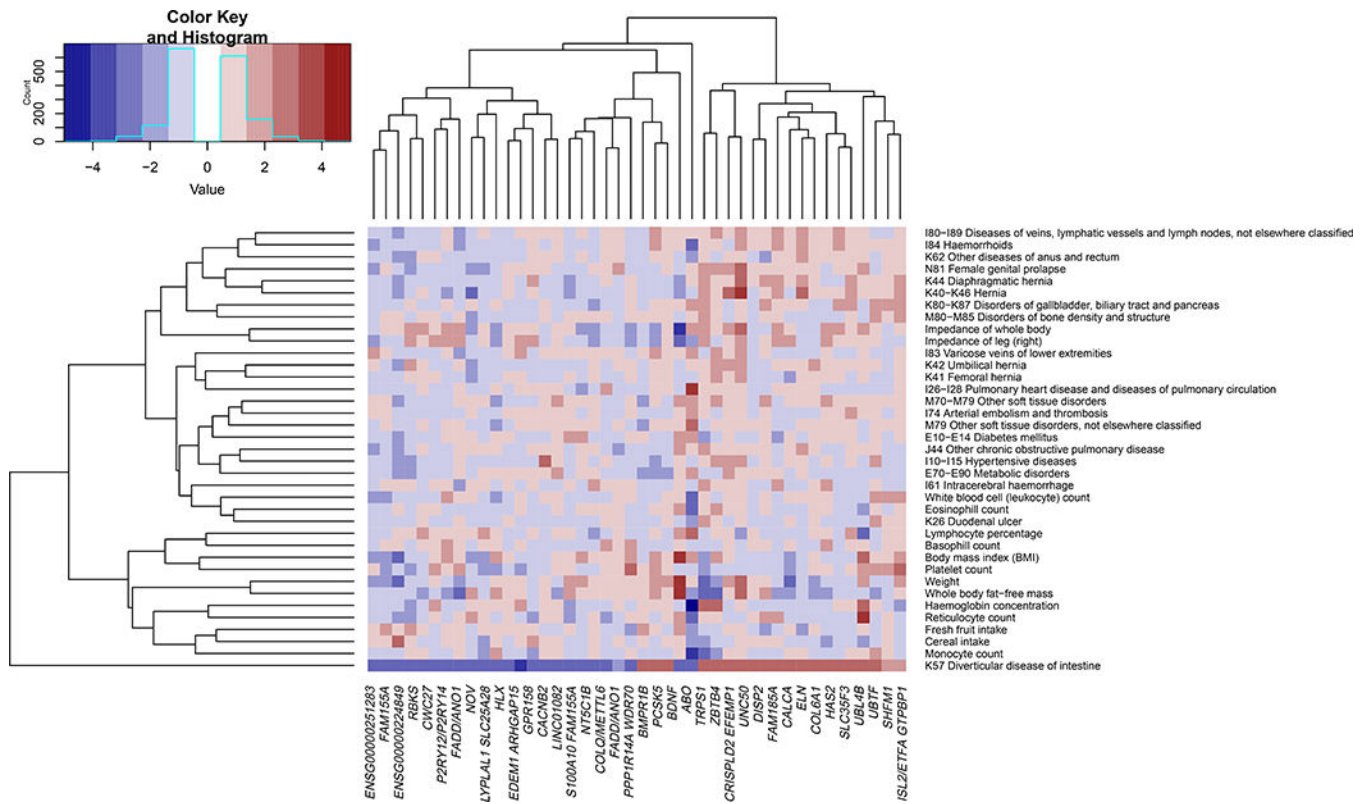 Color Key
and Histogram
Count
0 200 500
−4 −2 0 2 4
Value
I80−I89 Diseases of veins, lymphatic vessels and lymph nodes, not elsewhere classified
I84 Haemorrhoids
K62 Other diseases of anus and rectum
N81 Female genital prolapse
K44 Diaphragmatic hernia
K40−K46 Hernia
K80−K87 Disorders of gallbladder, biliary tract and pancreas
M80−M85 Disorders of bone density and structure
Impedance of whole body
Impedance of leg (right)
I83 Varicose veins of lower extremities
K42 Umbilical hernia
K41 Femoral hernia
I26−I28 Pulmonary heart disease and diseases of pulmonary circulation
M70−M79 Other soft tissue disorders
I74 Arterial embolism and thrombosis
M79 Other soft tissue disorders, not elsewhere classified
E10−E14 Diabetes mellitus
J44 Other chronic obstructive pulmonary disease
I10−I15 Hypertensive diseases
E70−E90 Metabolic disorders
I61 Intracerebral haemorrhage
White blood cell (leukocyte) count
Eosinophill count
K26 Duodenal ulcer
Lymphocyte percentage
Basophill count
Body mass index (BMI)
Platelet count
Weight
Whole body fat−free mass
Haemoglobin concentration
Reticulocyte count
Fresh fruit intake
Cereal intake
Monocyte count
K57 Diverticular disease of intestine
ENSG00000251283
FAM155A
ENSG00000224849
RBKS
CWC27
P2RY12/P2RY14
FADD/ANO1
NOV
LYPLAL1 SLC25A28
HLX
EDEM1 ARHGAP15
GPR158
CACNB2
LINC01082
S100A10 FAM155A
NT5C1B
COLQ/METTL6
FADD/ANO1
PPP1R14A WDR70
BMPR1B
PCSK5
BDNF
ABO
TRPS1
ZBTB4
CRISPLD2 EFEMP1
UNC50
DISP2
FAM185A
CALCA
ELN
COL6A1
HAS2
SLC35F3
UBL4B
UBTF
SHFM1
ISL2/ETFA GTPBP1